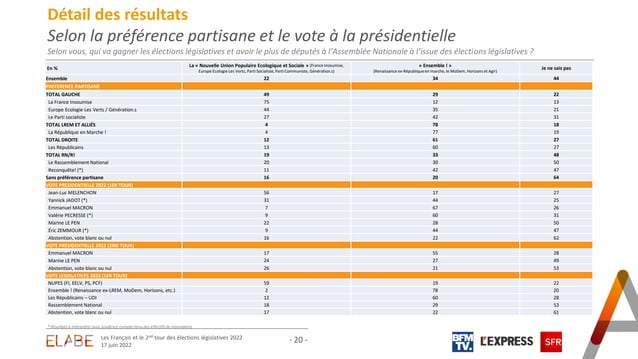 Détail des résultats
Selon la préférence partisane et le vote à la présidentielle
Selon vous, qui va gagner les élections législatives et avoir le plus de députés à l'Assemblée Nationale à l'issue des élections législatives ?
En % La « Nouvelle Union Populaire Ecologique et Sociale » (France insoumise, Europe Ecologie Les Verts, Parti Socialiste, Parti Communiste, Génération.s) « Ensemble ! » (Renaissance ex-République en marche, le MoDem, Horizons et Agir) Je ne sais pas
Ensemble 22 34 44
PREFERENCE PARTISANE
TOTAL GAUCHE 49 29 22
La France Insoumise 75 12 13
Europe Ecologie-Les Verts / Génération.s 44 35 21
Le Parti socialiste 27 42 31
TOTAL LREM ET ALLIÉS 4 78 18
La République en Marche ! 4 77 19
TOTAL DROITE 12 61 27
Les Républicains 13 60 27
TOTAL RN/R! 19 33 48
Le Rassemblement National 20 30 50
Reconquête! (*) 11 42 47
Sans préférence partisane 16 20 64
VOTE PRESIDENTIELLE 2022 (1ER TOUR)
Jean-Luc MELENCHON 56 17 27
Yannick JADOT (*) 31 44 25
Emmanuel MACRON 7 67 26
Valérie PECRESSE (*) 9 60 31
Marine LE PEN 22 28 50
Éric ZEMMOUR (*) 9 44 47
Abstention, vote blanc ou nul 16 22 62
VOTE PRESIDENTIELLE 2022 (2ND TOUR)
Emmanuel MACRON 17 55 28
Marine LE PEN 24 27 49
Abstention, vote blanc ou nul 26 21 53
VOTE LEGISLATIVES 2022 (1ER TOUR)
NUPES (FI, EELV, PS, PCF) 59 19 22
Ensemble ! (Renaissance ex-LREM, MoDem, Horizons, etc.) 2 78 20
Les Républicains – UDI 12 60 28
Rassemblement National 18 29 53
Abstention, vote blanc ou nul 17 22 61
* Résultats à interpréter avec prudence compte-tenu des effectifs de répondants
ELABE
Les Français et le 2nd tour des élections législatives 2022
17 juin 2022
- 20 -
BFM TV.
L'EXPRESS
SFR